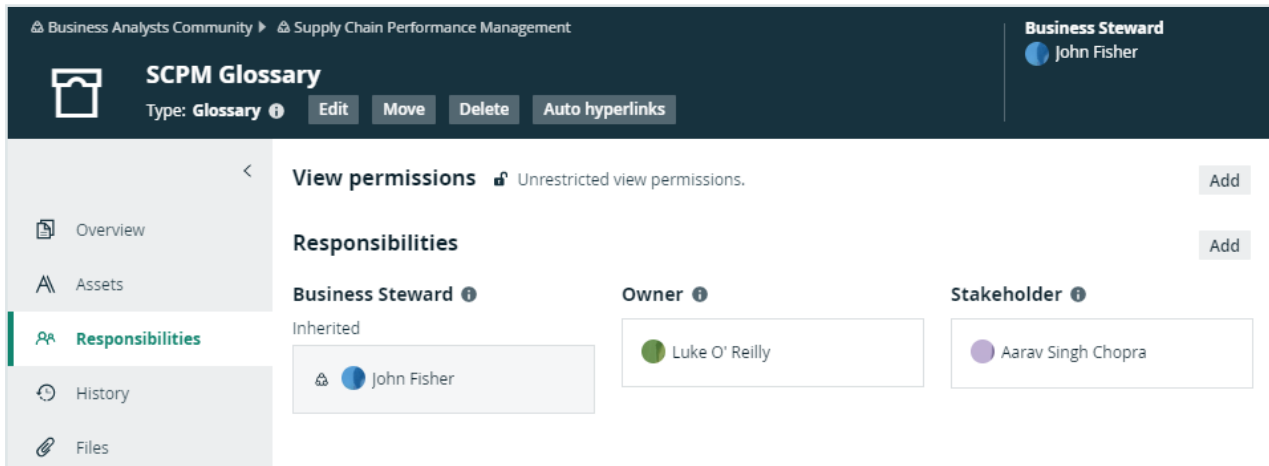 Business Analysts Community Supply Chain Performance Management
Business Steward
John Fisher
SCPM Glossary
Type: Glossary Edit Move Delete Auto hyperlinks
View permissions Unrestricted view permissions. Add
Overview
Responsibilities Add
Assets
Business Steward Owner Stakeholder
Inherited
Responsibilities
Luke O' Reilly Aarav Singh Chopra
John Fisher
History
Files